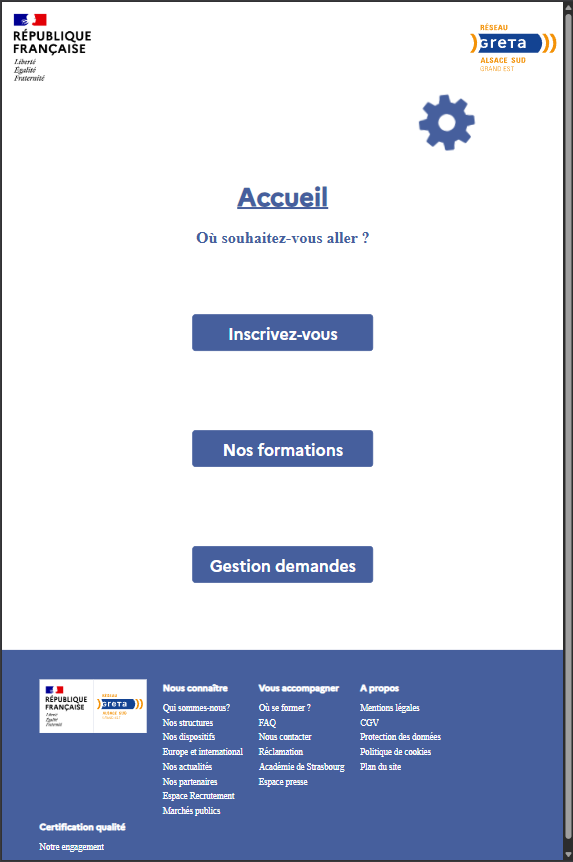 RÉPUBLIQUE
FRANÇAISE
Liberté
Égalité
Fraternité
RÉSEAU
GRETA
ALSACE SUD
GRAND EST
Accueil
Où souhaitez-vous aller ?
Inscrivez-vous
Nos formations
Gestion demandes
RÉPUBLIQUE
FRANÇAISE
Liberté
Égalité
Fraternité
RÉSEAU
GRETA
ALSACE SUD
GRAND EST
Nous connaître
Qui sommes-nous?
Nos structures
Nos dispositifs
Europe et international
Nos actualités
Nos partenaires
Espace Recrutement
Marchés publics
Vous accompagner
Où se former ?
FAQ
Nous contacter
Réclamation
Académie de Strasbourg
Espace presse
A propos
Mentions légales
CGV
Protection des données
Politique de cookies
Plan du site
Certification qualité
Notre engagement